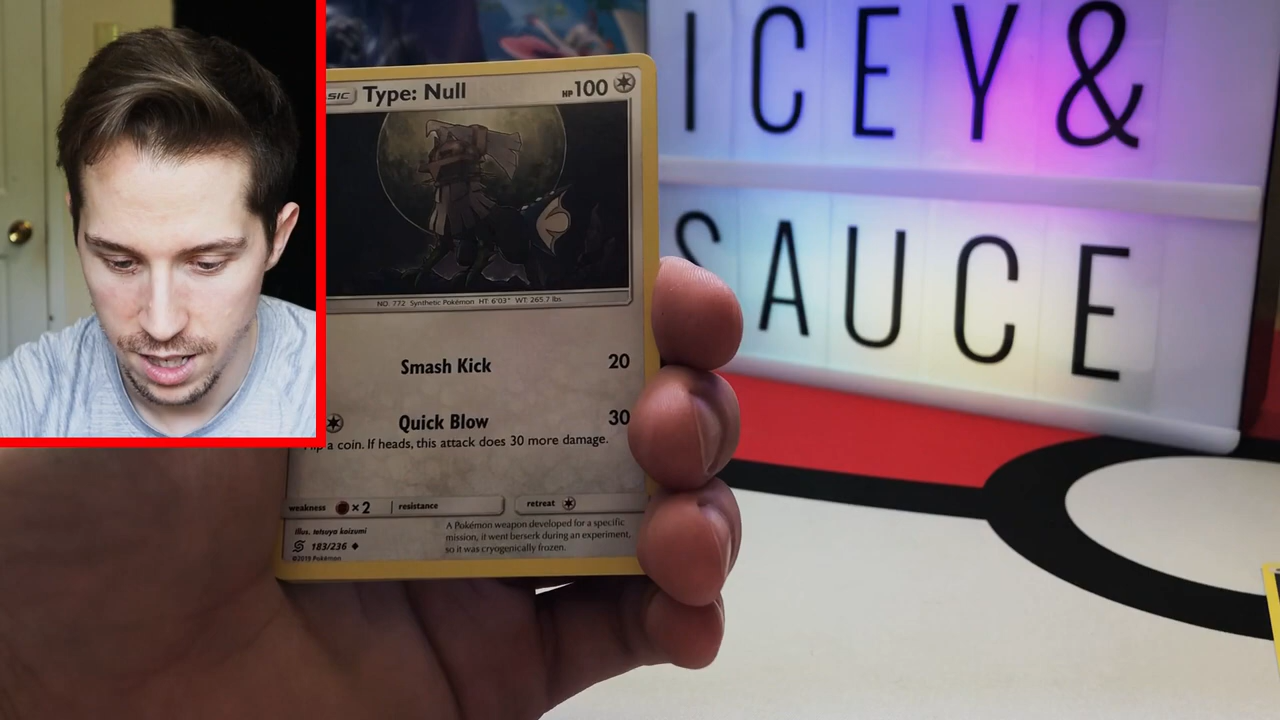 ICEY&
SAUCE
SIC Type: Null HP100
NO. 772 Synthetic Pokémon HT: 6'03" WT: 265.7 lbs
Smash Kick 20
Quick Blow 30
a coin. If heads, this attack does 30 more damage.
weakness ×2 resistance retreat
Illus. tetsuya koizumi
183/236
©2019 Pokémon
A Pokémon weapon developed for a specific
mission, it went berserk during an experiment,
so it was cryogenically frozen.